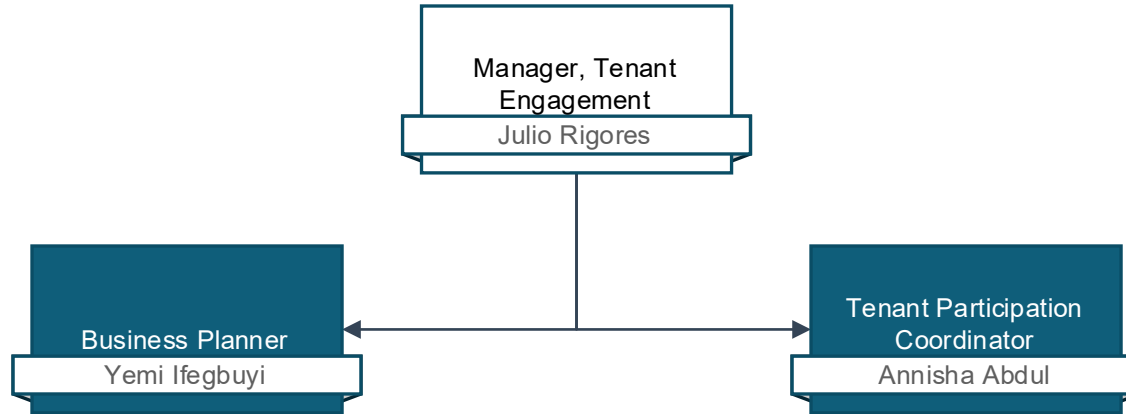 Manager, Tenant
Engagement
Julio Rigores
Business Planner
Yemi Ifegbuyi
Tenant Participation
Coordinator
Annisha Abdul